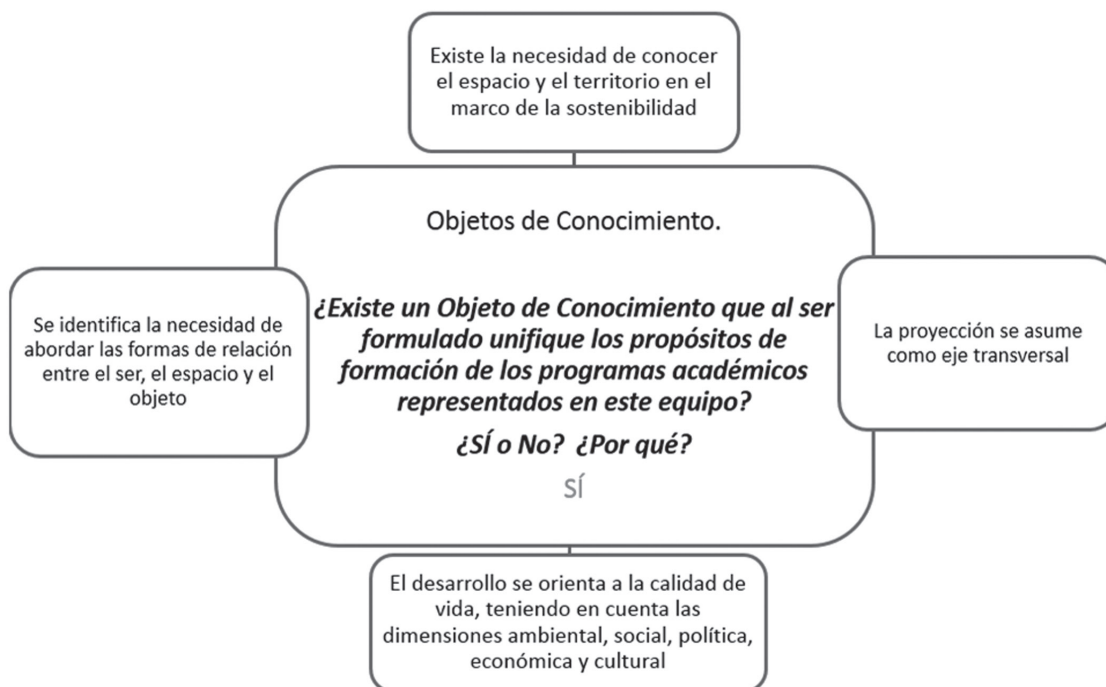 Existe la necesidad de conocer
el espacio y el territorio en el
marco de la sostenibilidad
Objetos de Conocimiento.
¿Existe un Objeto de Conocimiento que al ser
formulado unifique los propósitos de
formación de los programas académicos
representados en este equipo?
¿SÍ o No? ¿Por qué?
SÍ
Se identifica la necesidad de
abordar las formas de relación
entre el ser, el espacio y el
objeto
La proyección se asume
como eje transversal
El desarrollo se orienta a la calidad de
vida, teniendo en cuenta las
dimensiones ambiental, social, política,
económica y cultural